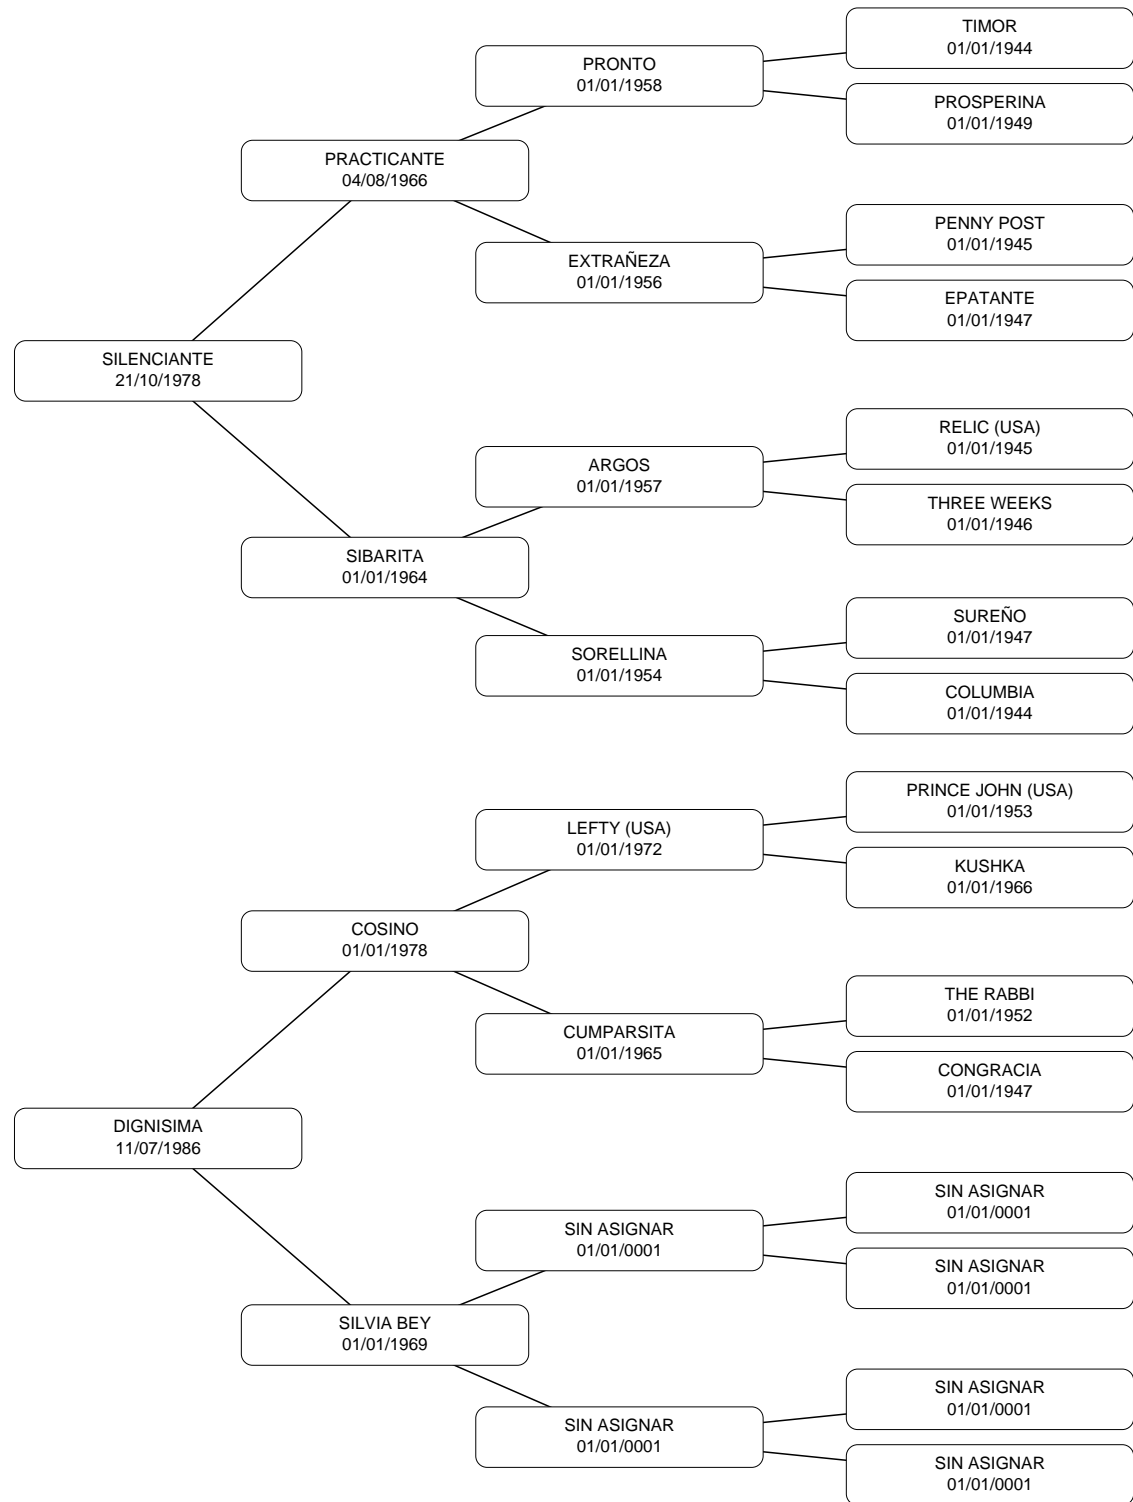 TIMOR
01/01/1944
PRONTO
01/01/1958
PROSPERINA
01/01/1949
PRACTICANTE
04/08/1966
PENNY POST
01/01/1945
EXTRAÑEZA
01/01/1956
EPATANTE
01/01/1947
SILENCIANTE
21/10/1978
RELIC (USA)
01/01/1945
ARGOS
01/01/1957
THREE WEEKS
01/01/1946
SIBARITA
01/01/1964
SUREÑO
01/01/1947
SORELLINA
01/01/1954
COLUMBIA
01/01/1944
PRINCE JOHN (USA)
01/01/1953
LEFTY (USA)
01/01/1972
KUSHKA
01/01/1966
COSINO
01/01/1978
THE RABBI
01/01/1952
CUMPARSITA
01/01/1965
CONGRACIA
01/01/1947
DIGNISIMA
11/07/1986
SIN ASIGNAR
01/01/0001
SIN ASIGNAR
01/01/0001
SIN ASIGNAR
01/01/0001
SILVIA BEY
01/01/1969
SIN ASIGNAR
01/01/0001
SIN ASIGNAR
01/01/0001
SIN ASIGNAR
01/01/0001